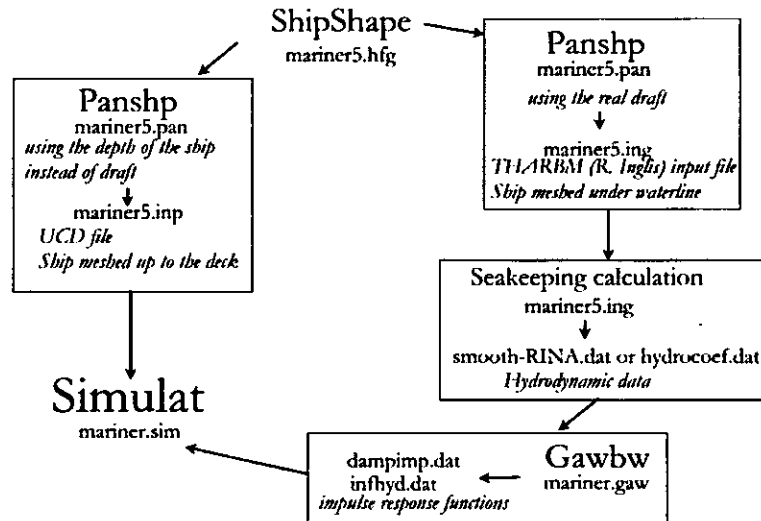 ShipShape
mariner5.hfg
Panshp
mariner5.pan
using the depth of the ship
instead of draft
mariner5.inp
UCD file
Ship meshed up to the deck
Panshp
mariner5.pan
using the real draft
mariner5.ing
THARBM (R. Inglis) input file
Ship meshed under waterline
Seakeeping calculation
mariner5.ing
smooth-RINA.dat or hydrocoef.dat
Hydrodynamic data
Simulat
mariner.sim
dampimp.dat
infhyd.dat
impulse response functions
Gawbw
mariner.gaw